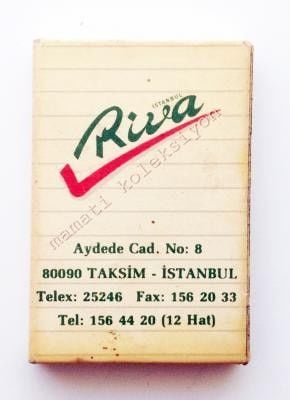 İSTANBUL
Riva
mamati koleksiyon
Aydede Cad. No: 8
80090 TAKSİM - İSTANBUL
Telex: 25246 Fax: 156 20 33
Tel: 156 44 20 (12 Hat)